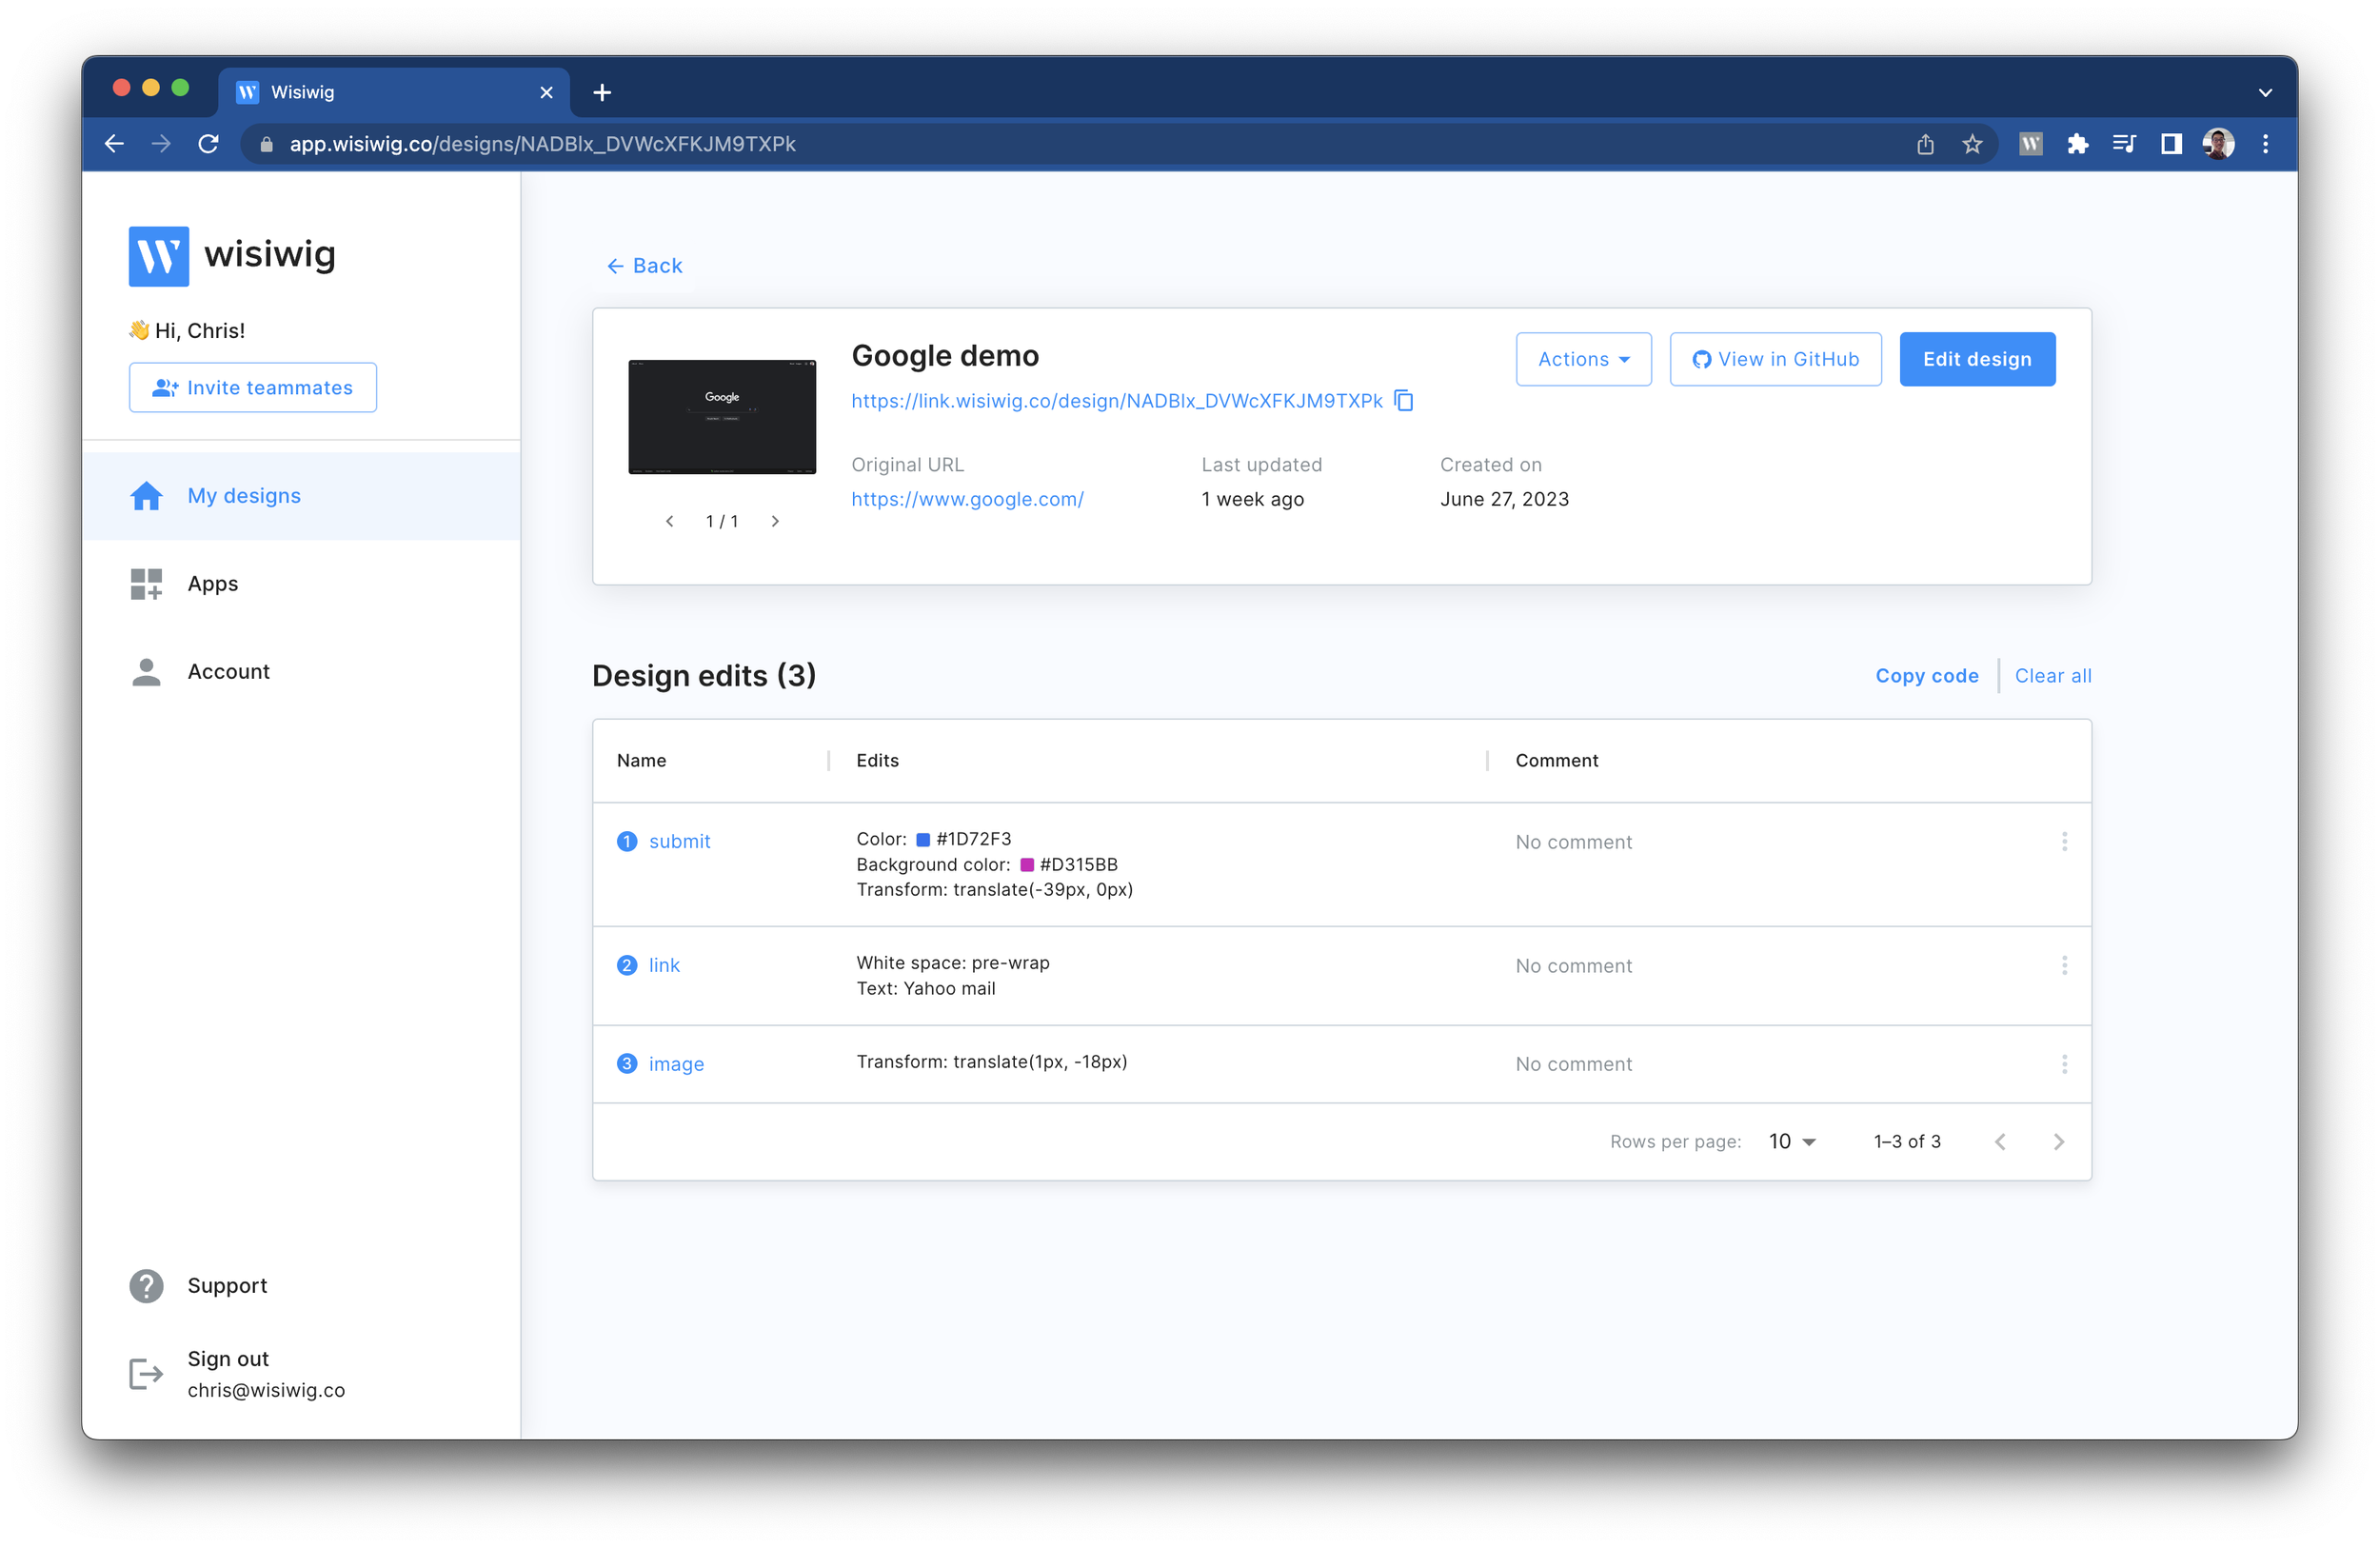 Wisiwig
app.wisiwig.co/designs/NADBlx_DVWcXFKJM9TXPk
wisiwig
👋 Hi, Chris!
Invite teammates
My designs
Apps
Account
Support
Sign out
chris@wisiwig.co
Back
Google
1 / 1
Google demo
https://link.wisiwig.co/design/NADBlx_DVWcXFKJM9TXPk
Actions
View in GitHub
Edit design
Original URL
Last updated
Created on
https://www.google.com/
1 week ago
June 27, 2023
Design edits (3)
Copy code
Clear all
Name
Edits
Comment
1 submit
Color: #1D72F3
Background color: #D315BB
Transform: translate(-39px, 0px)
No comment
2 link
White space: pre-wrap
Text: Yahoo mail
No comment
3 image
Transform: translate(1px, -18px)
No comment
Rows per page: 10
1–3 of 3